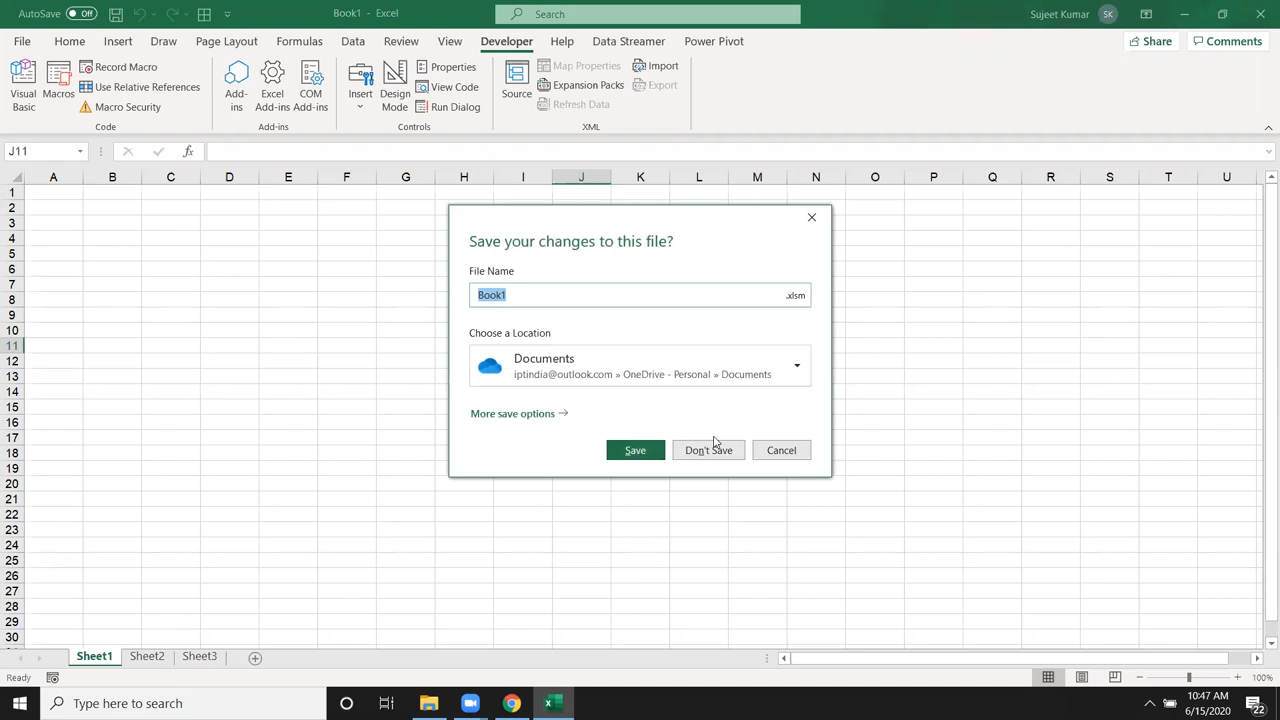 AutoSave Off Book1 - Excel Search Sujeet Kumar SK
File Home Insert Draw Page Layout Formulas Data Review View Developer Help Data Streamer Power Pivot Share Comments
Visual Basic
Macros
Record Macro
Use Relative References
Macro Security
Code
Add-ins
Excel Add-ins
COM Add-ins
Add-ins
Insert
Design Mode
Properties
View Code
Run Dialog
Controls
Source
Map Properties
Expansion Packs
Refresh Data
Import
Export
XML
J11 fx
A B C D E F G H I J K L M N O P Q R S T U
1
2
3
4
5
6
7
8
9
10
11
12
13
14
15
16
17
18
19
20
21
22
23
24
25
26
27
28
29
30
Save your changes to this file?
File Name
Book1 .xlsm
Choose a Location
Documents
iptindia@outlook.com » OneDrive - Personal » Documents
More save options
Save Don't Save Cancel
Sheet1 Sheet2 Sheet3
Ready 100%
Type here to search
10:47 AM
6/15/2020
22